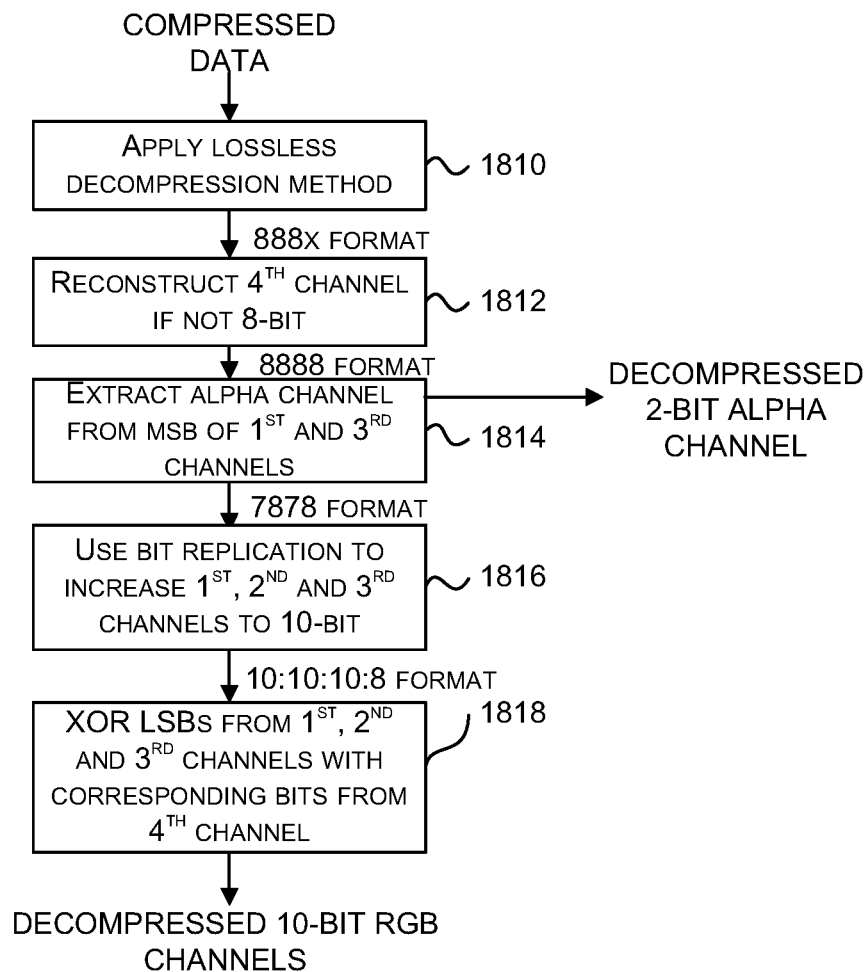 COMPRESSED
DATA
APPLY LOSSLESS
DECOMPRESSION METHOD
1810
888X FORMAT
RECONSTRUCT 4TH CHANNEL
IF NOT 8-BIT
1812
8888 FORMAT
EXTRACT ALPHA CHANNEL
FROM MSB OF 1ST AND 3RD
CHANNELS
1814
DECOMPRESSED
2-BIT ALPHA
CHANNEL
7878 FORMAT
USE BIT REPLICATION TO
INCREASE 1ST, 2ND AND 3RD
CHANNELS TO 10-BIT
1816
10:10:10:8 FORMAT
XOR LSBS FROM 1ST, 2ND
AND 3RD CHANNELS WITH
CORRESPONDING BITS FROM
4TH CHANNEL
1818
DECOMPRESSED 10-BIT RGB
CHANNELS